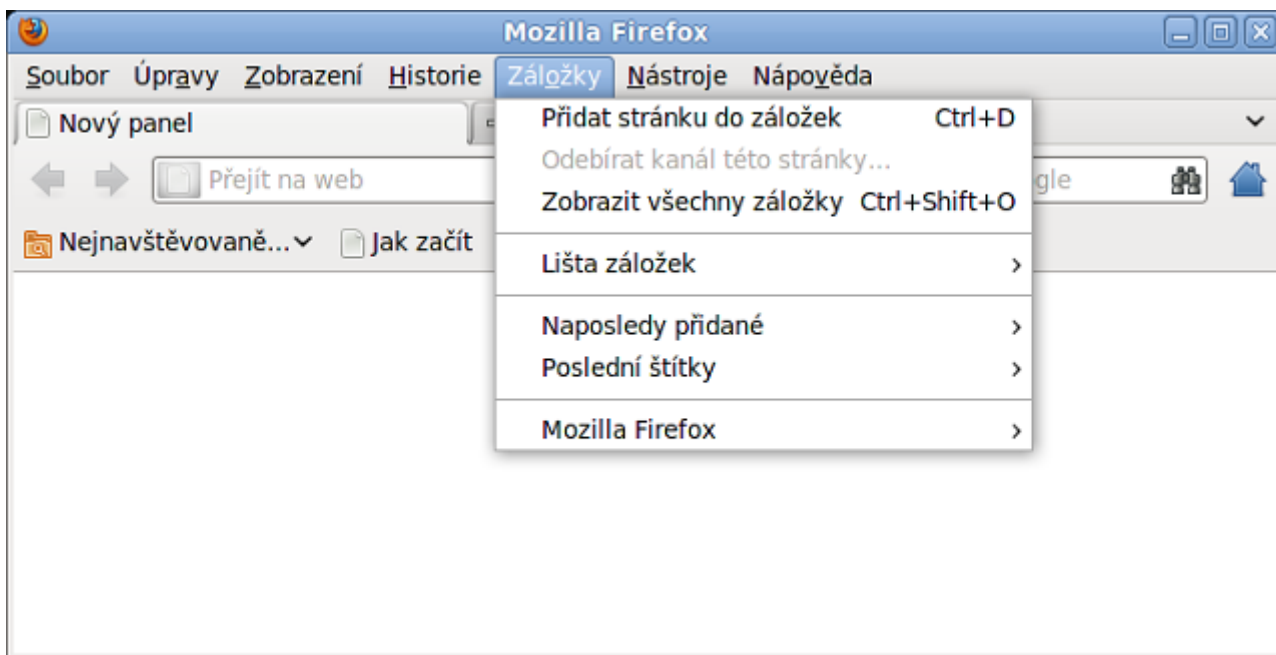 Mozilla Firefox
Soubor Úpravy Zobrazení Historie Záložky Nástroje Nápověda
Nový panel
Přidat stránku do záložek Ctrl+D
Odebírat kanál této stránky...
Přejít na web
gle
Zobrazit všechny záložky Ctrl+Shift+O
Nejnavštěvovaně... Jak začít
Lišta záložek
Naposledy přidané
Poslední štítky
Mozilla Firefox